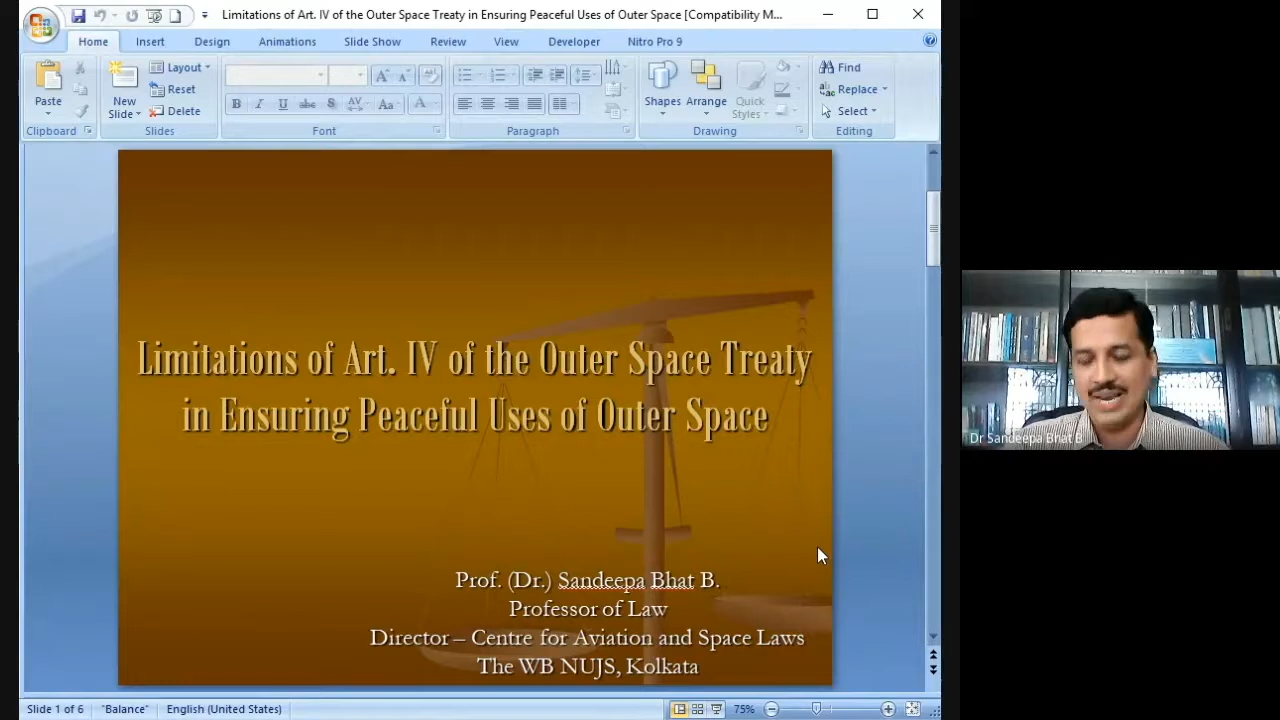 Limitations of Art. IV of the Outer Space Treaty in Ensuring Peaceful Uses of Outer Space [Compatibility M...
Home Insert Design Animations Slide Show Review View Developer Nitro Pro 9
Paste
New
Slide
Layout
Reset
Delete
B I U abc S AV Aa A
Shapes Arrange Quick
Styles
Find
Replace
Select
Clipboard Slides Font Paragraph Drawing Editing
Limitations of Art. IV of the Outer Space Treaty
in Ensuring Peaceful Uses of Outer Space
Prof. (Dr.) Sandeepa Bhat B.
Professor of Law
Director – Centre for Aviation and Space Laws
The WB NUJS, Kolkata
Dr Sandeepa Bhat B
Slide 1 of 6 "Balance" English (United States) 75%